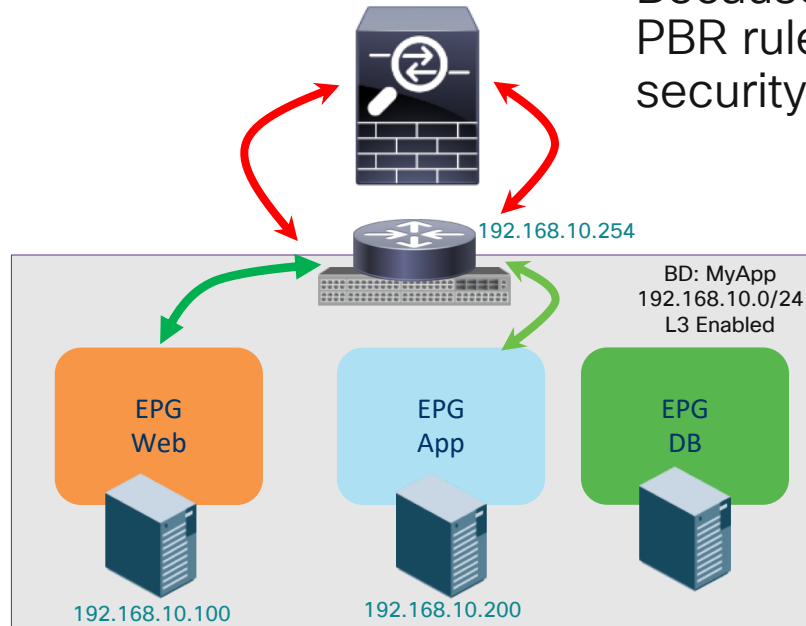 PBR rule
security
192.168.10.254
BD: MyApp
192.168.10.0/24
L3 Enabled
EPG
Web
EPG
App
EPG
DB
192.168.10.100
192.168.10.200